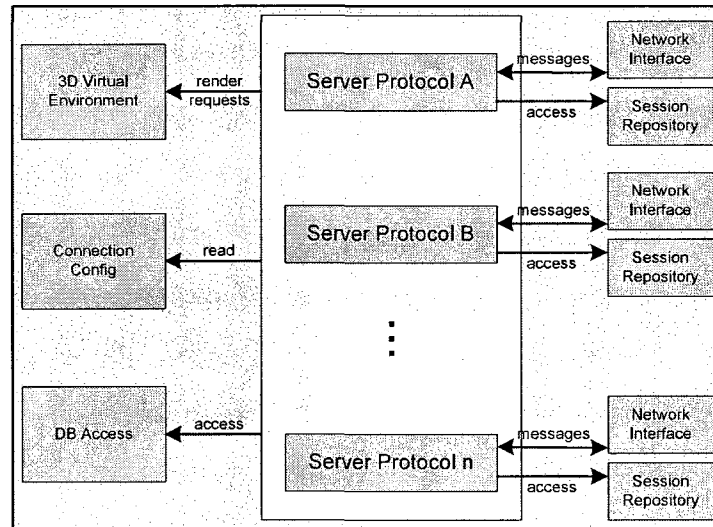 3D Virtual
Environment
render
requests
Server Protocol A
messages
Network
Interface
access
Session
Repository
Connection
Config
read
Server Protocol B
messages
Network
Interface
access
Session
Repository
DB Access
access
Server Protocol n
messages
Network
Interface
access
Session
Repository